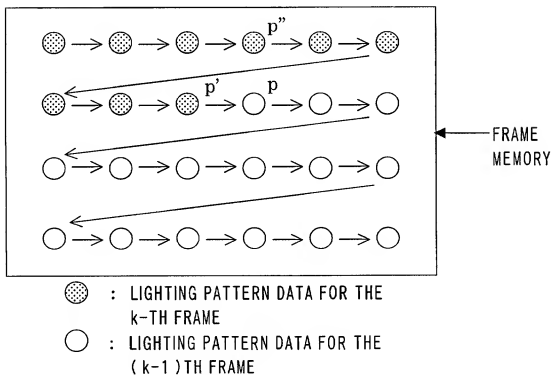 p"
p' p
FRAME
MEMORY
: LIGHTING PATTERN DATA FOR THE
k-TH FRAME
: LIGHTING PATTERN DATA FOR THE
(k-1)TH FRAME